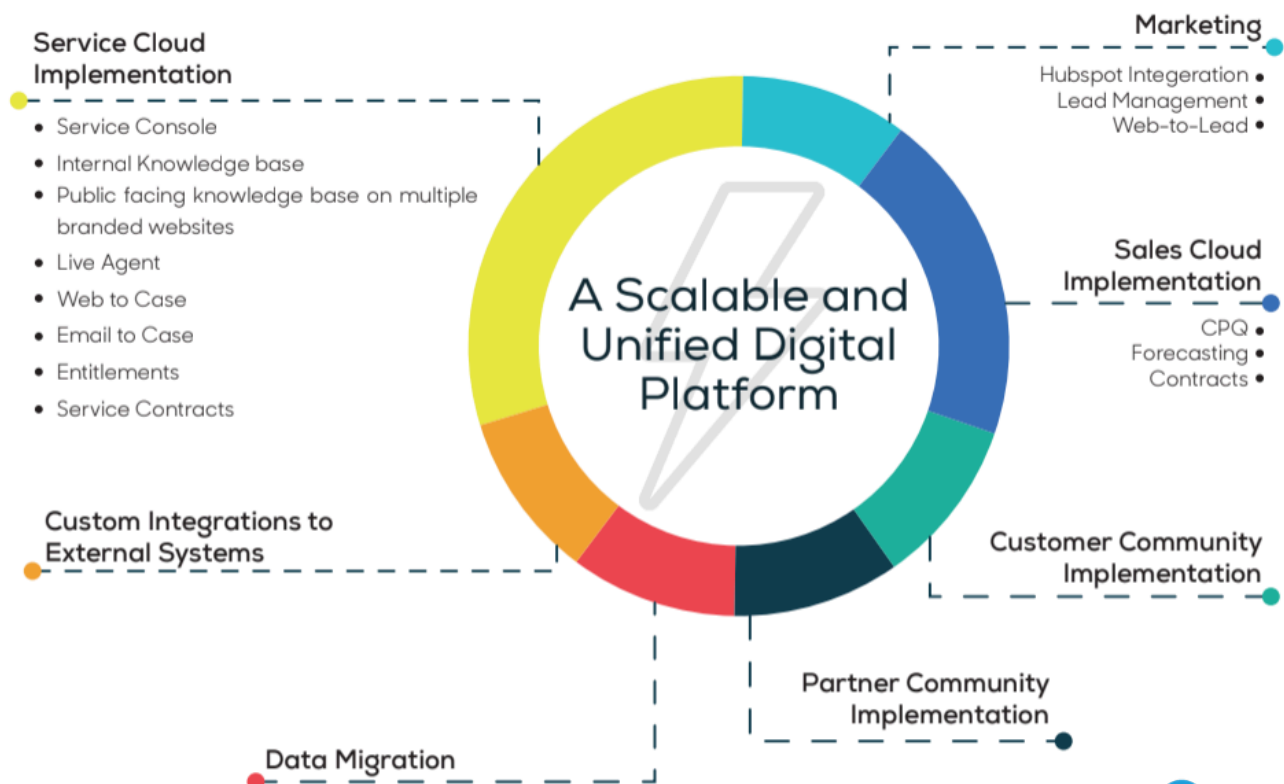 Service Cloud
Implementation
Service Console
Internal Knowledge base
Public facing knowledge base on multiple
branded websites
Live Agent
Web to Case
Email to Case
Entitlements
Service Contracts
Custom Integrations to
External Systems
Data Migration
A Scalable and
Unified Digital
Platform
Marketing
Hubspot Integeration
Lead Management
Web-to-Lead
Sales Cloud
Implementation
CPQ
Forecasting
Contracts
Customer Community
Implementation
Partner Community
Implementation